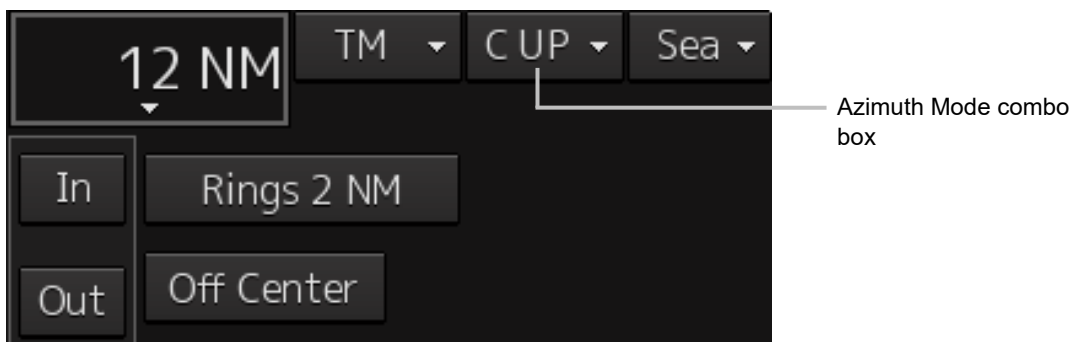 12 NM
TM
C UP
Sea
Azimuth Mode combo
box
In
Rings 2 NM
Out
Off Center